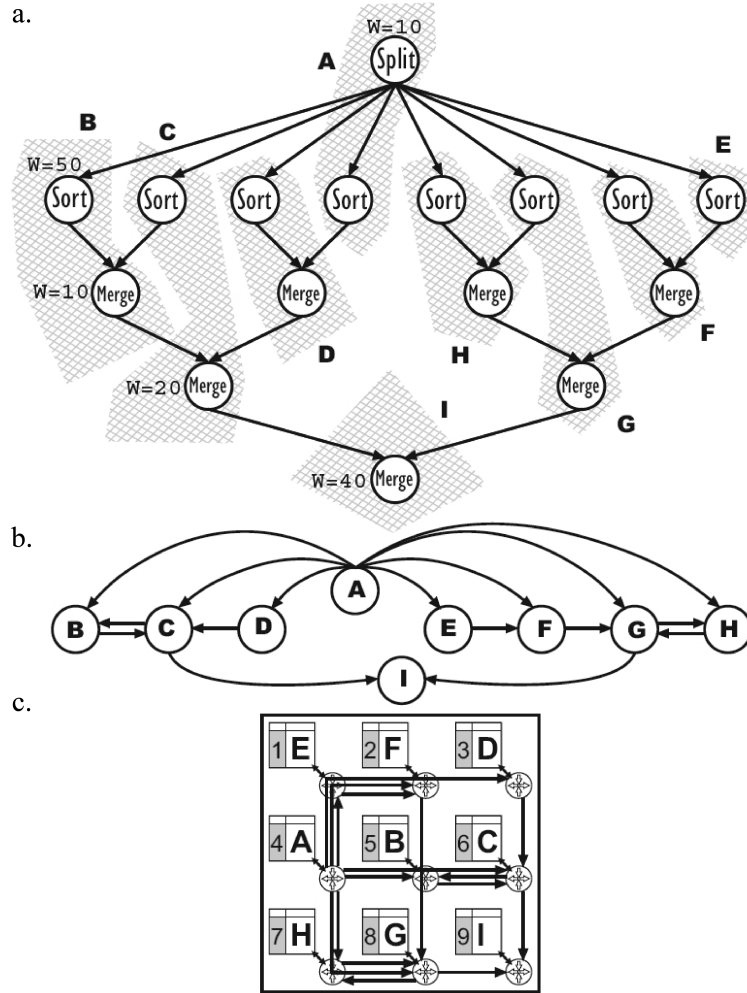 a.
W=10
Split
A
B
C
E
W=50
Sort Sort Sort Sort Sort Sort Sort Sort
W=10
Merge Merge Merge Merge
D
H
F
W=20
Merge Merge
I
G
W=40
Merge
b.
A
B C D E F G H
I
c.
1 E 2 F 3 D
4 A 5 B 6 C
7 H 8 G 9 I